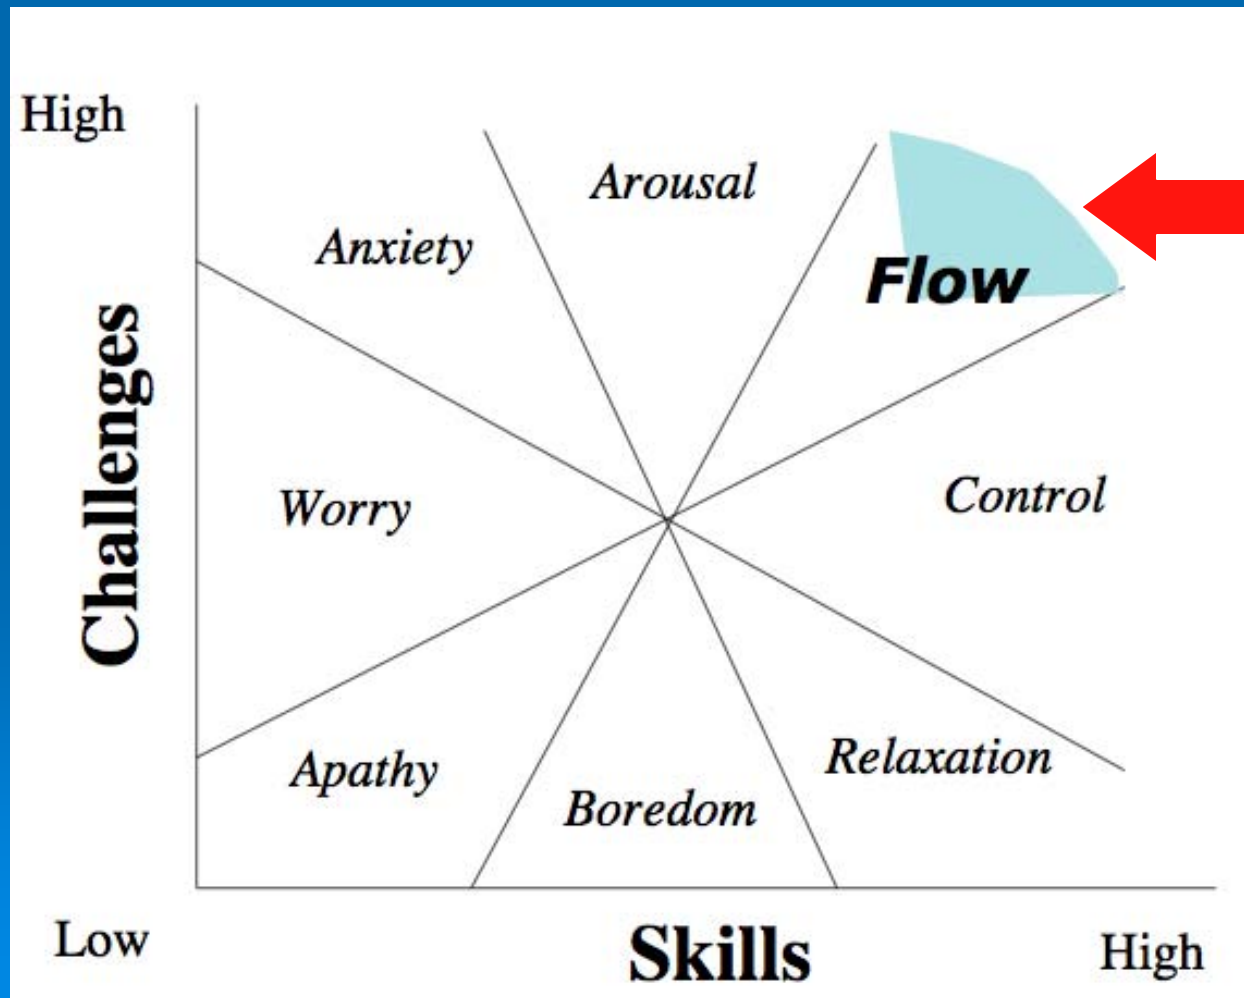 High
Arousal
Anxiety
Flow
Challenges
Worry
Control
Apathy
Relaxation
Boredom
Low
Skills
High